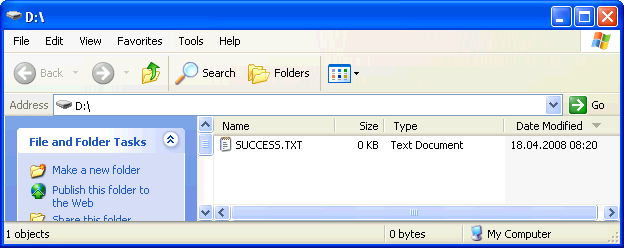 D:\
File Edit View Favorites Tools Help
Back Search Folders
Address D:\ Go
File and Folder Tasks
Make a new folder
Publish this folder to
the Web
Share this folder
Name Size Type Date Modified
SUCCESS.TXT 0 KB Text Document 18.04.2008 08:20
1 objects 0 bytes My Computer